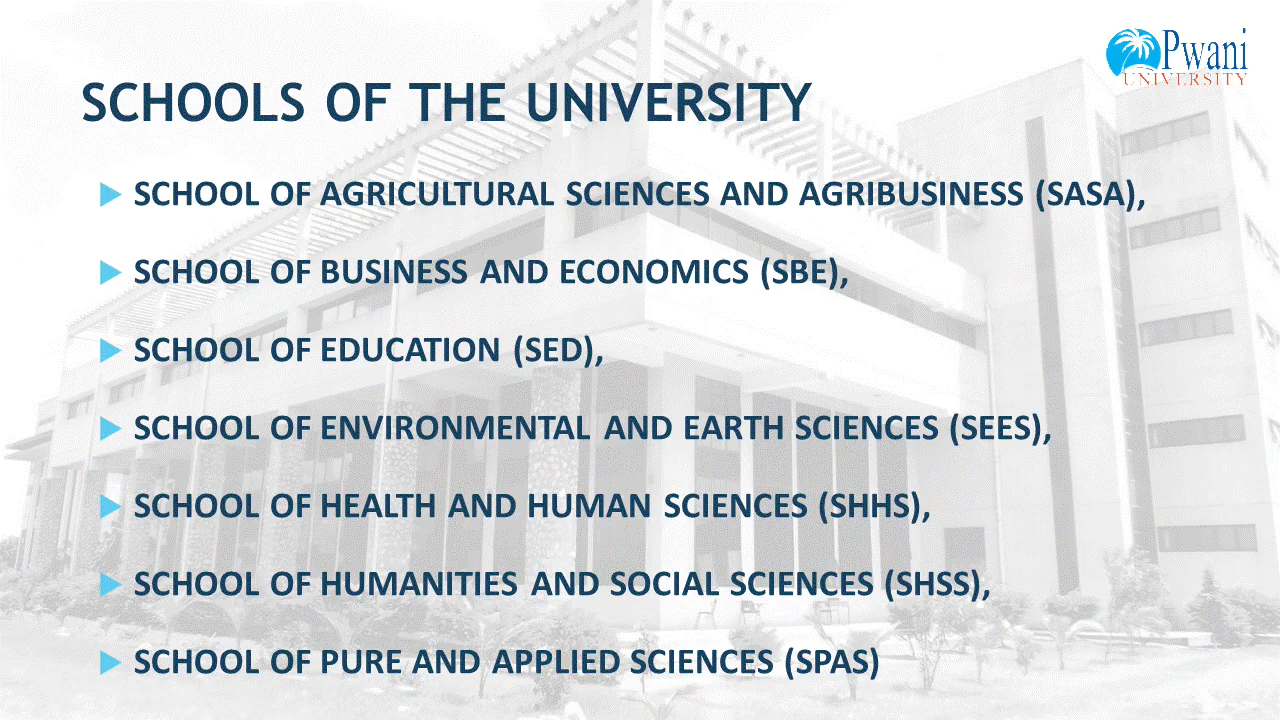 Pwani
UNIVERSITY
SCHOOLS OF THE UNIVERSITY
SCHOOL OF AGRICULTURAL SCIENCES AND AGRIBUSINESS (SASA),
SCHOOL OF BUSINESS AND ECONOMICS (SBE),
SCHOOL OF EDUCATION (SED),
SCHOOL OF ENVIRONMENTAL AND EARTH SCIENCES (SEES),
SCHOOL OF HEALTH AND HUMAN SCIENCES (SHHS),
SCHOOL OF HUMANITIES AND SOCIAL SCIENCES (SHSS),
SCHOOL OF PURE AND APPLIED SCIENCES (SPAS)